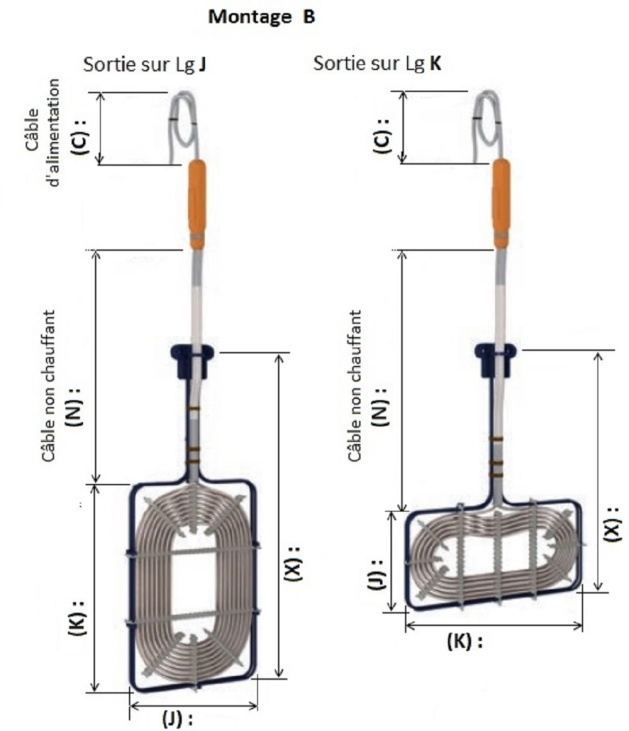 Montage B
Sortie sur Lg J
Câble
d'alimentation
(C) :
Câble non chauffant
(N) :
(K) :
(X) :
(J) :
Sortie sur Lg K
(C) :
Câble non chauffant
(N) :
(J) :
(X) :
(K) :